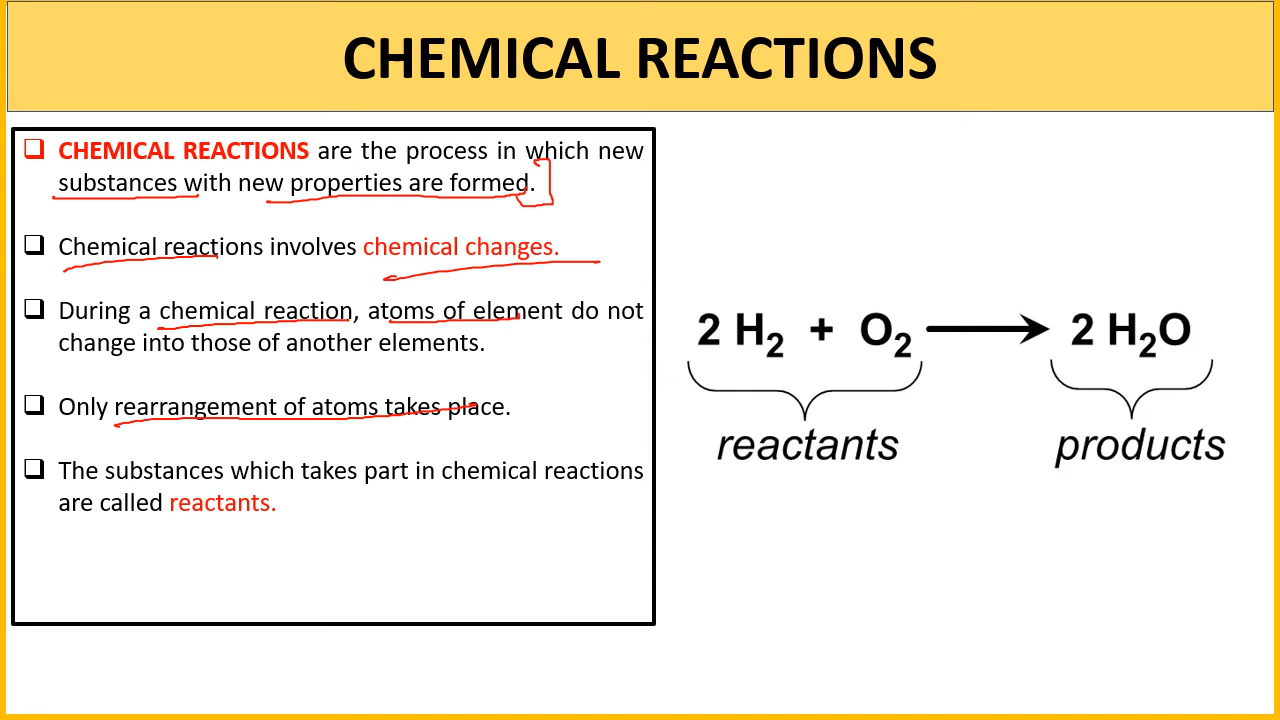 CHEMICAL REACTIONS
❑ CHEMICAL REACTIONS are the process in which new
substances with new properties are formed.
❑ Chemical reactions involves chemical changes.
❑ During a chemical reaction, atoms of element do not
change into those of another elements.
❑ Only rearrangement of atoms takes place.
❑ The substances which takes part in chemical reactions
are called reactants.
2 H₂ + O₂ ⟶ 2 H₂O
reactants products